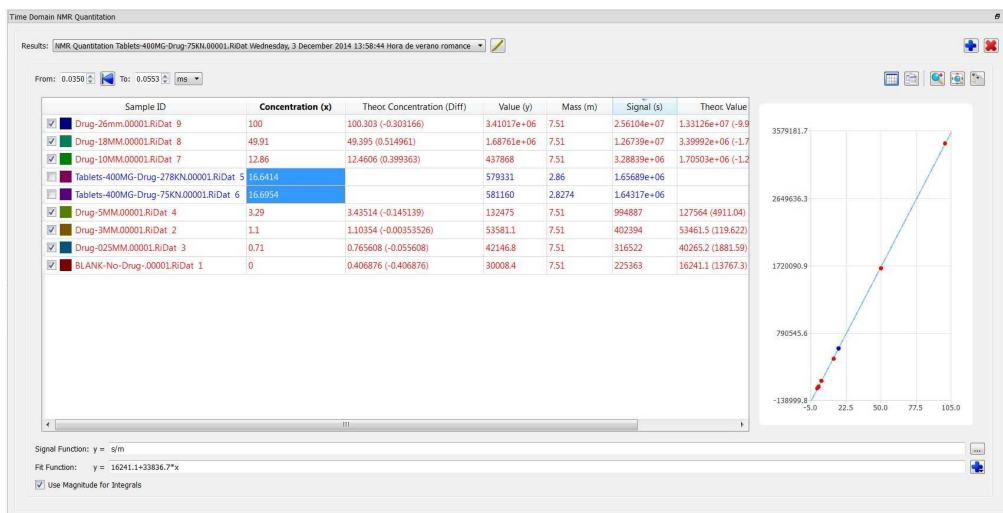 Time Domain NMR Quantitation
Results: NMR Quantitation Tablets-400MG-Drug-75KN.00001.RiDat Wednesday, 3 December 2014 13:58:44 Hora de verano romance
From: 0.0350 To: 0.0553 ms
Sample ID Concentration (x) Theor. Concentration (Diff) Value (y) Mass (m) Signal (s) Theor. Value
Drug-26mm.00001.RiDat 9 100 100.303 (-0.303166) 3.41017e+06 7.51 2.56104e+07 1.33126e+07 (-9.9
Drug-18MM.00001.RiDat 8 49.91 49.395 (0.514961) 1.68761e+06 7.51 1.26739e+07 3.39992e+06 (-1.7
Drug-10MM.00001.RiDat 7 12.86 12.4606 (0.399363) 437868 7.51 3.28839e+06 1.70503e+06 (-1.2
Tablets-400MG-Drug-278KN.00001.RiDat 5 16.6414 579331 2.86 1.65689e+06
Tablets-400MG-Drug-75KN.00001.RiDat 6 16.6954 581160 2.8274 1.64317e+06
Drug-5MM.00001.RiDat 4 3.29 3.43514 (-0.145139) 132475 7.51 994887 127564 (4911.04)
Drug-3MM.00001.RiDat 2 1.1 1.10354 (-0.00353526) 53581.1 7.51 402394 53461.5 (119.622)
Drug-025MM.00001.RiDat 3 0.71 0.765608 (-0.055608) 42146.8 7.51 316522 40265.2 (1881.59)
BLANK-No-Drug-.00001.RiDat 1 0 0.406876 (-0.406876) 30008.4 7.51 225363 16241.1 (13767.3)
3579181.7
2649636.3
1720090.9
790545.6
-138999.8
-5.0 22.5 50.0 77.5 105.0
Signal Function: y = s/m
...
Fit Function: y = 16241.1+33836.7*x
Use Magnitude for Integrals